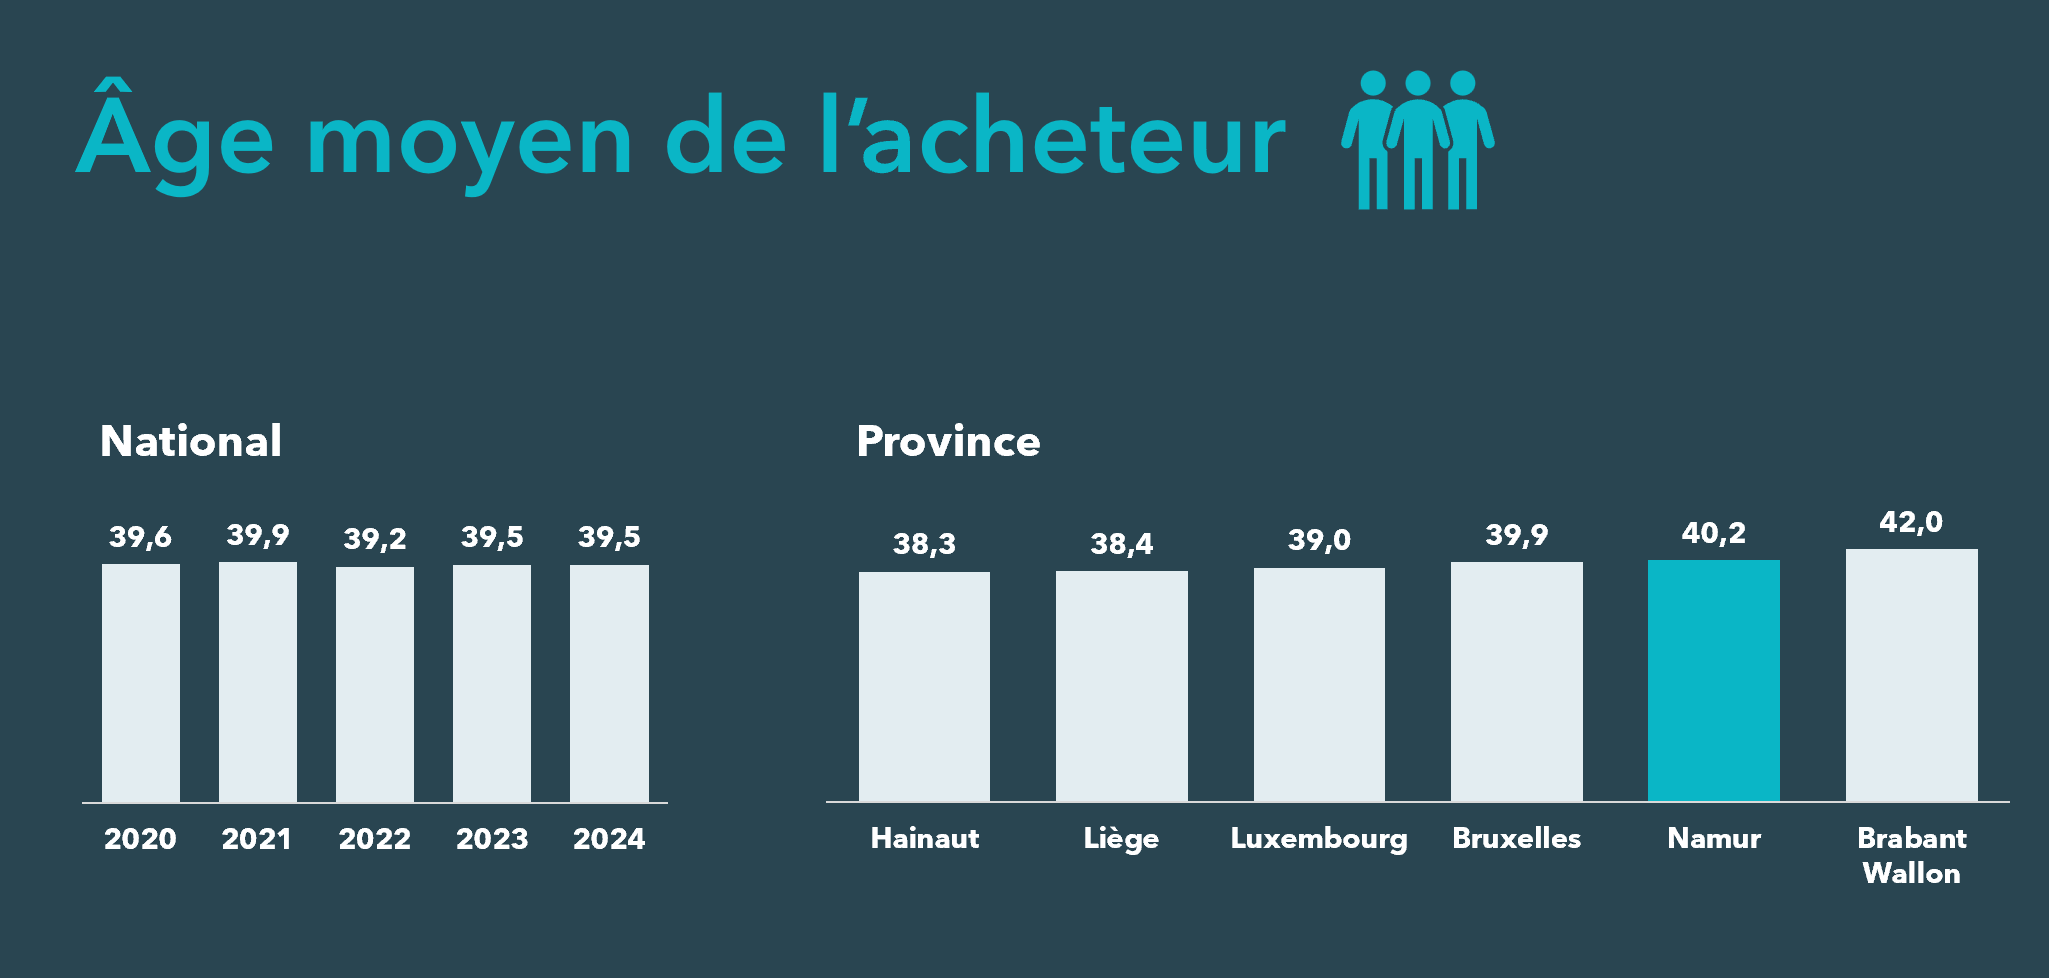 Âge moyen de l’acheteur
National
39,6 39,9 39,2 39,5 39,5
2020 2021 2022 2023 2024
Province
38,3 38,4 39,0 39,9 40,2 42,0
Hainaut Liège Luxembourg Bruxelles Namur Brabant
Wallon